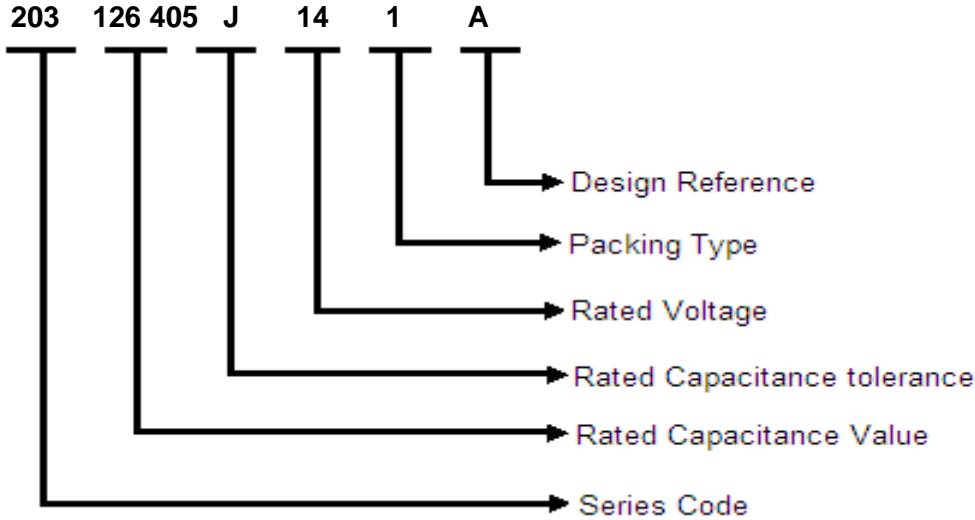 203 126 405 J 14 1 A
Design Reference
Packing Type
Rated Voltage
Rated Capacitance tolerance
Rated Capacitance Value
Series Code